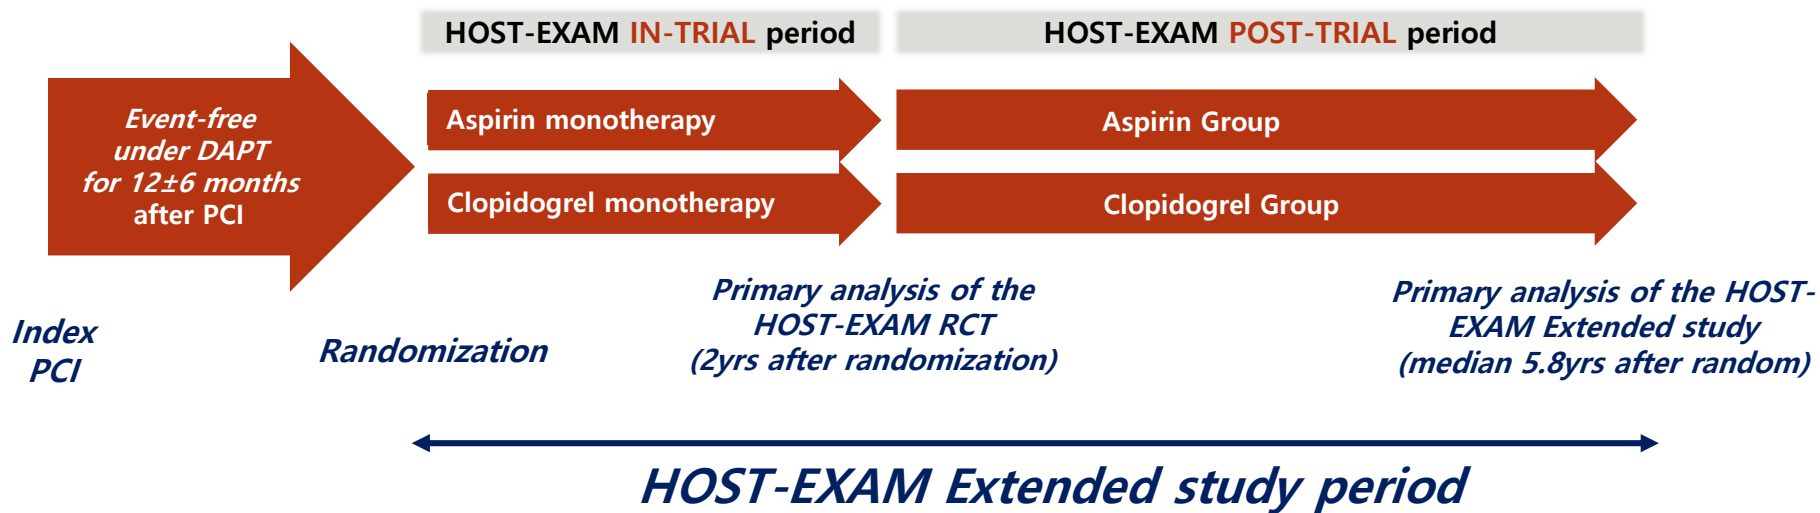 HOST-EXAM IN-TRIAL period
HOST-EXAM POST-TRIAL period
Event-free
under DAPT
for 12±6 months
after PCI
Aspirin monotherapy
Aspirin Group
Clopidogrel monotherapy
Clopidogrel Group
Index
PCI
Randomization
Primary analysis of the
HOST-EXAM RCT
(2yrs after randomization)
Primary analysis of the HOST-
EXAM Extended study
(median 5.8yrs after random)
HOST-EXAM Extended study period